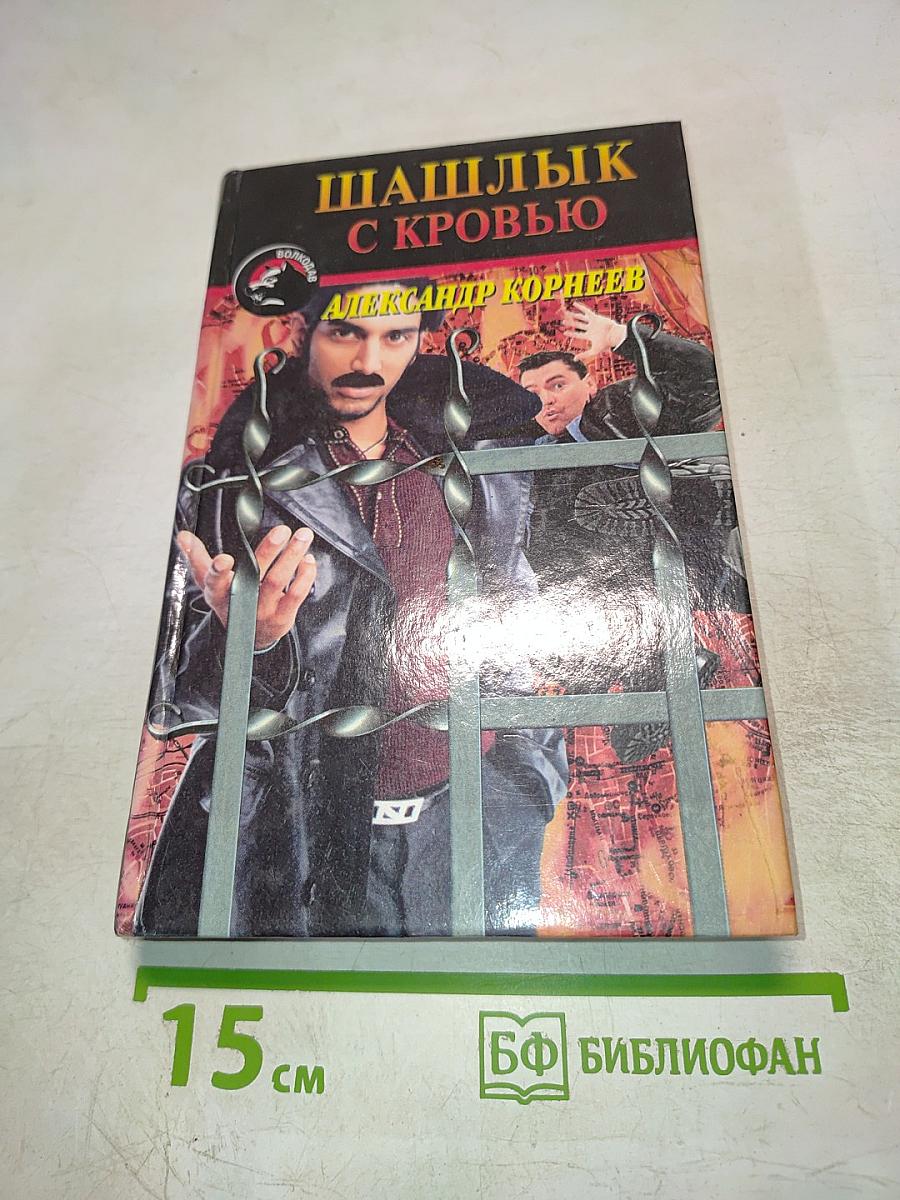 ШАШЛЫК
С КРОВЬЮ
ВОЛКОДАВ
АЛЕКСАНДР КОРНЕЕВ
15 см
БФ БИБЛИОФАН